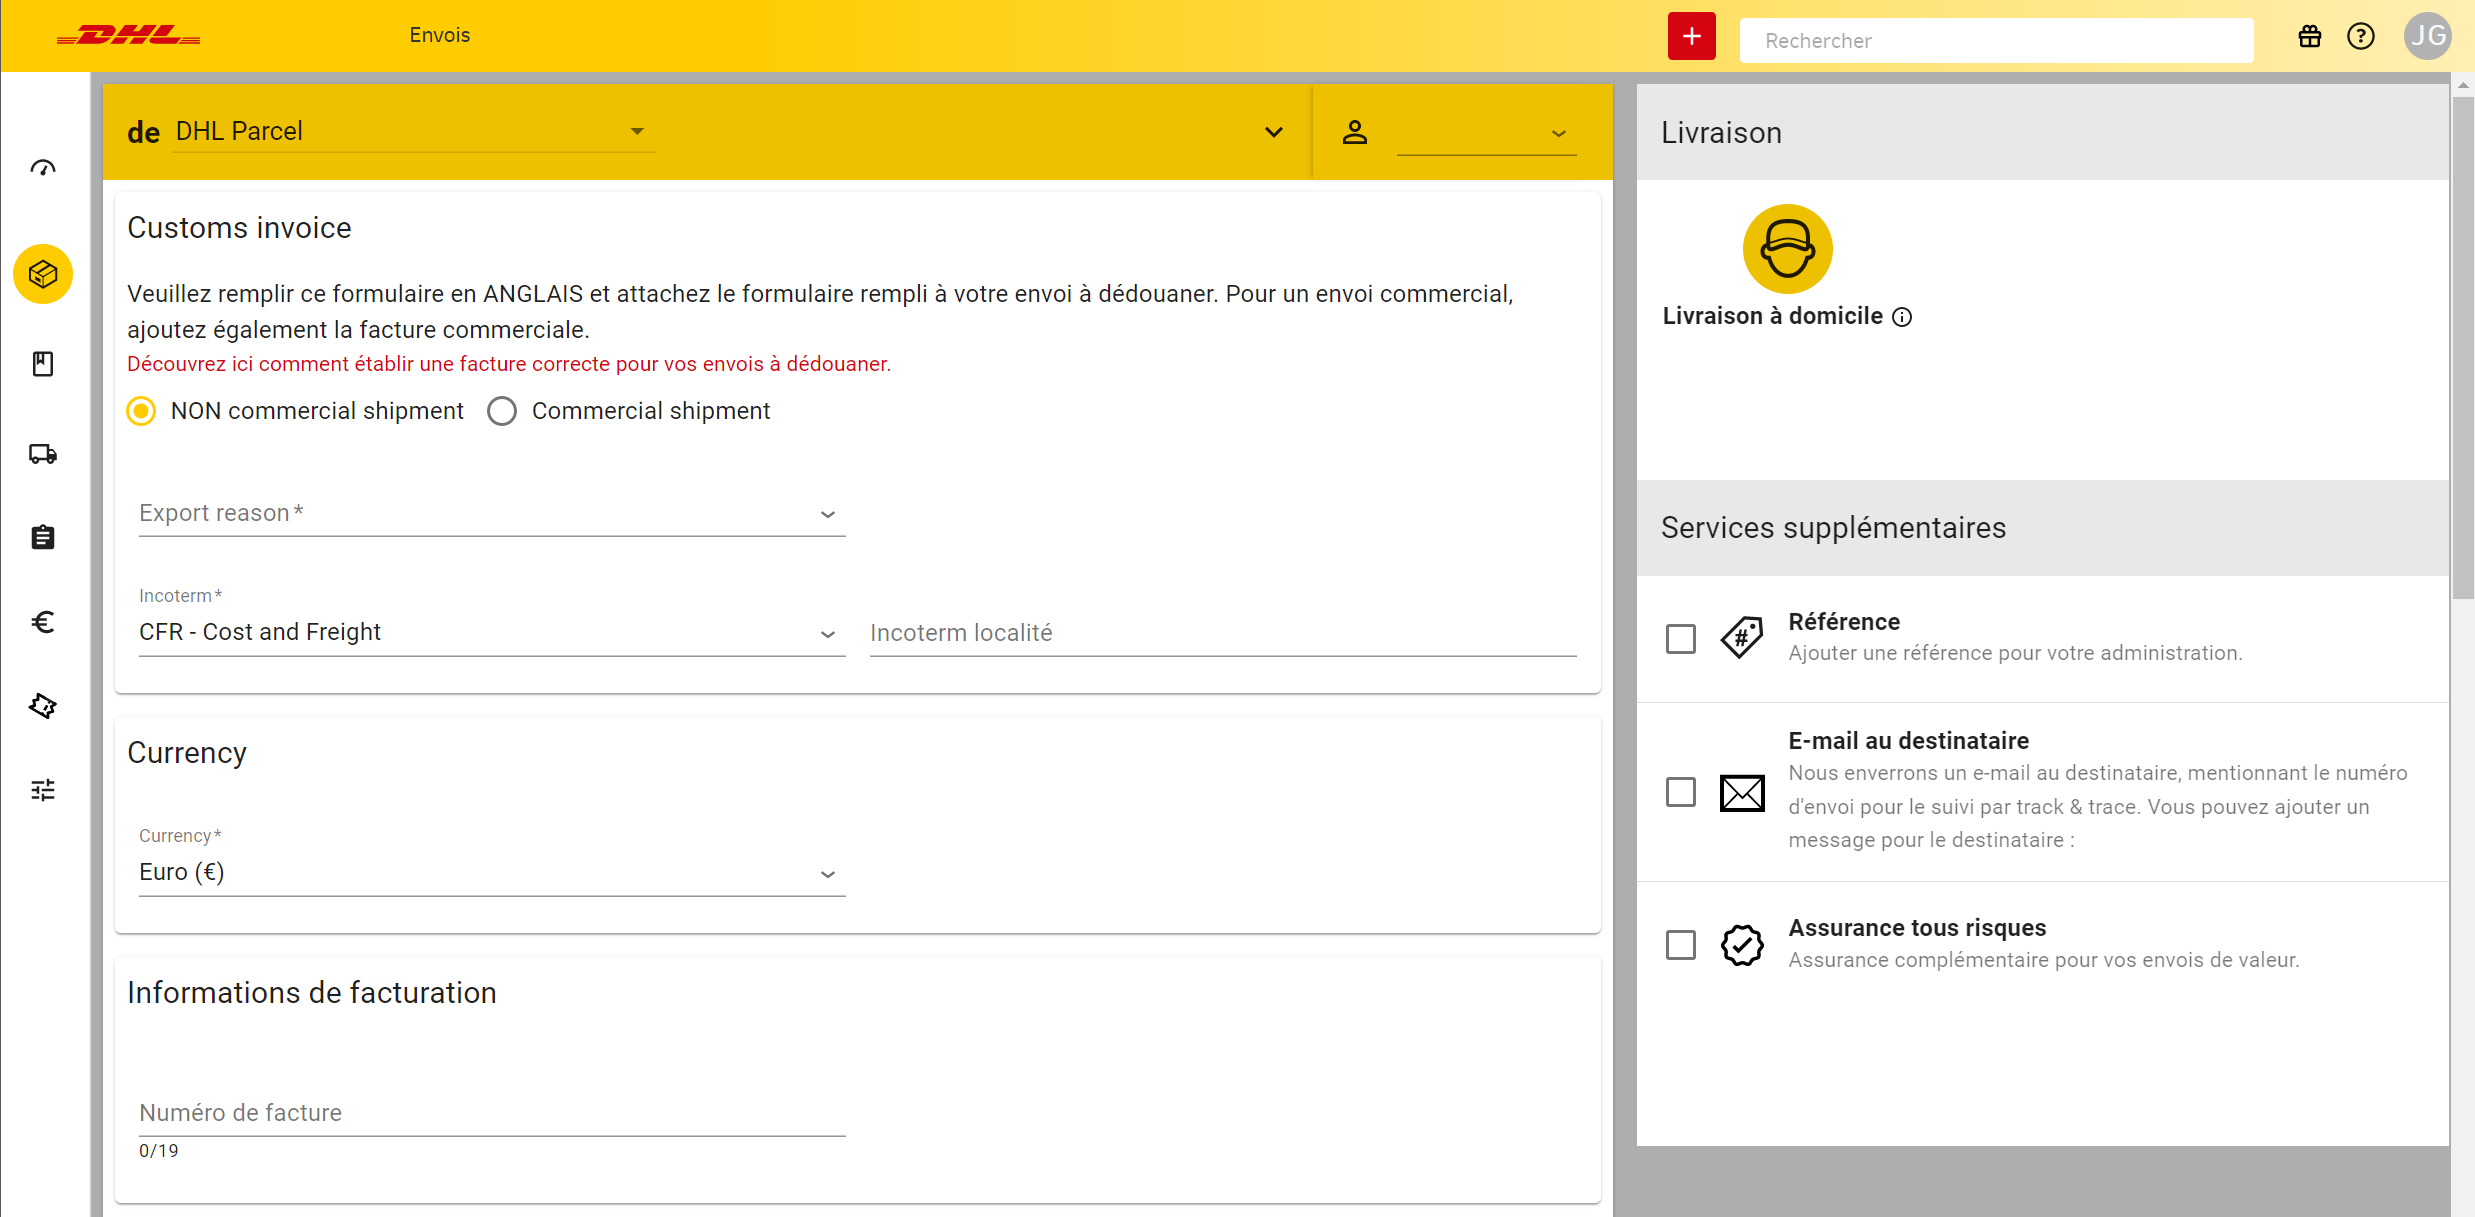 DHL
Envois
+
Rechercher
JG
de DHL Parcel
Customs invoice
Veuillez remplir ce formulaire en ANGLAIS et attachez le formulaire rempli à votre envoi à dédouaner. Pour un envoi commercial,
ajoutez également la facture commerciale.
Découvrez ici comment établir une facture correcte pour vos envois à dédouaner.
NON commercial shipment
Commercial shipment
Export reason *
Incoterm *
CFR - Cost and Freight
Incoterm localité
Currency
Currency *
Euro (€)
Informations de facturation
Numéro de facture
0/19
Livraison
Livraison à domicile
Services supplémentaires
#
Référence
Ajouter une référence pour votre administration.
E-mail au destinataire
Nous enverrons un e-mail au destinataire, mentionnant le numéro
d'envoi pour le suivi par track & trace. Vous pouvez ajouter un
message pour le destinataire :
Assurance tous risques
Assurance complémentaire pour vos envois de valeur.